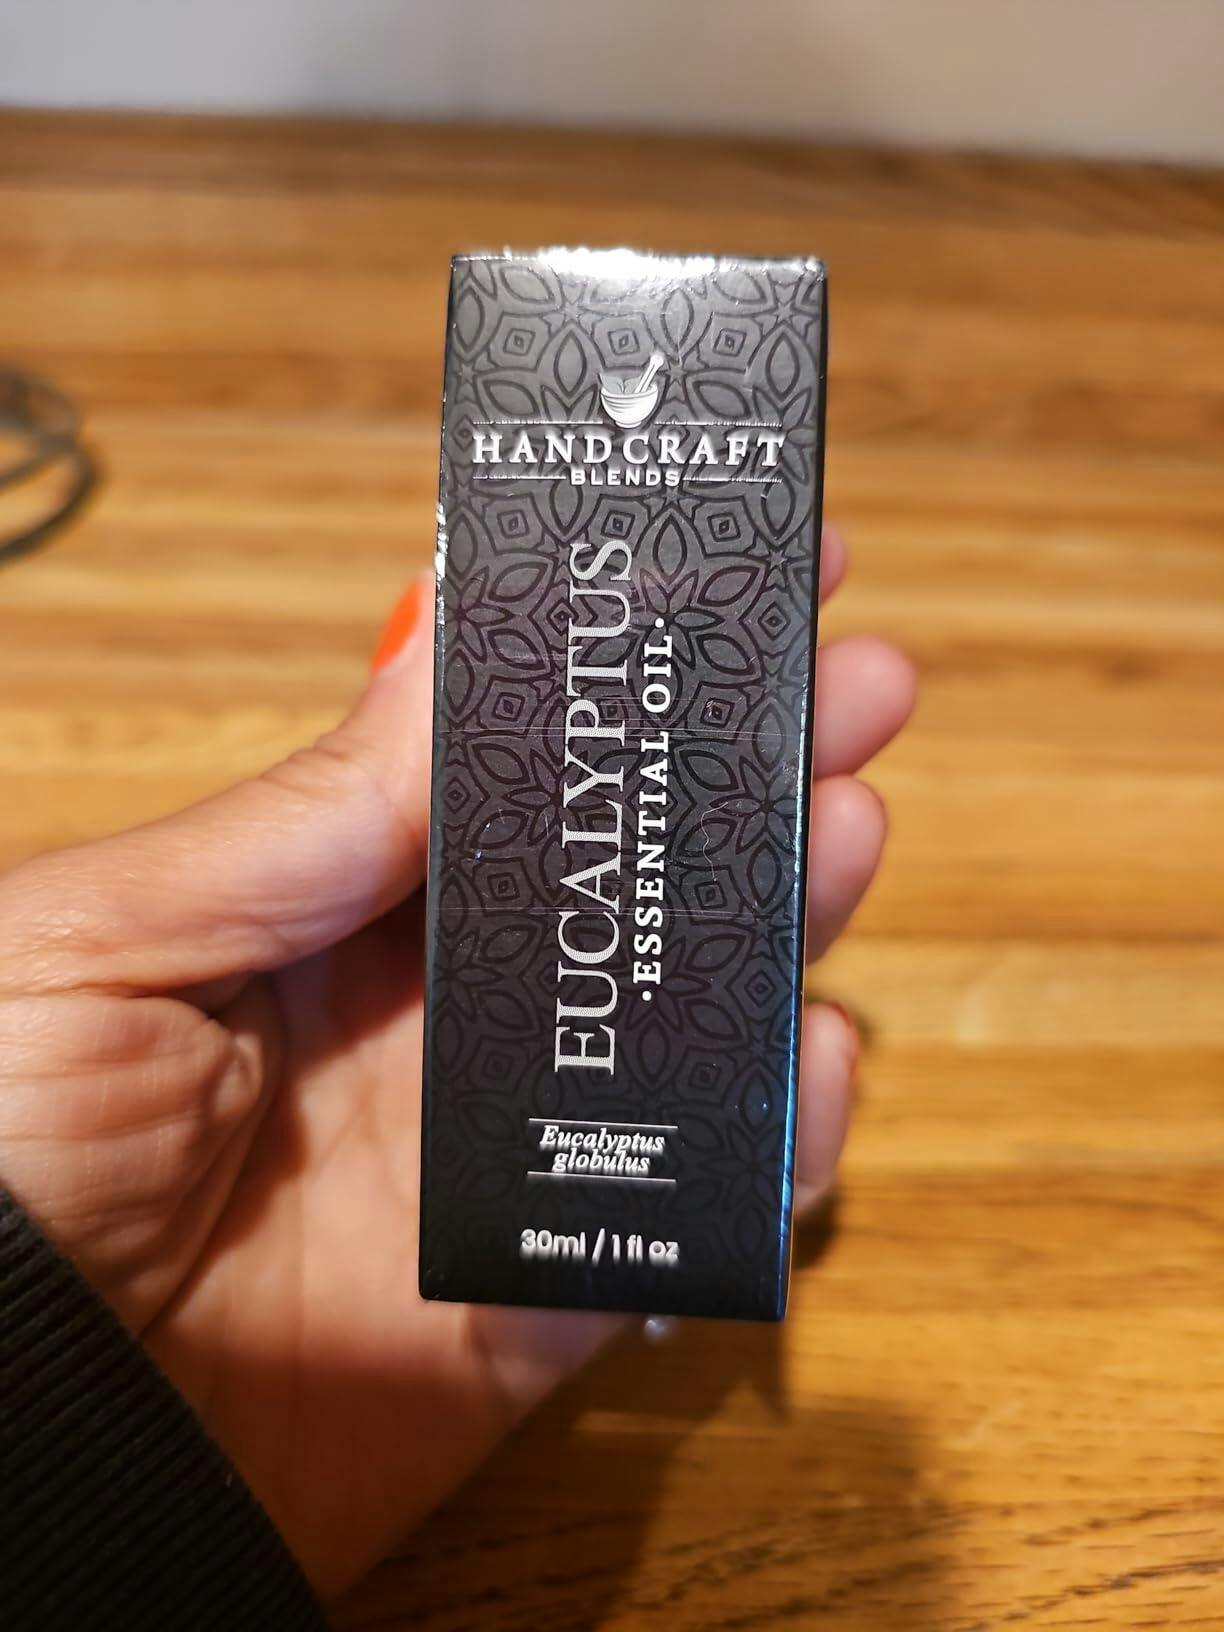 HANDCRAFT
BLENDS
EUCALYPTUS
·ESSENTIAL OIL·
Eucalyptus
globulus
30ml / 1 fl oz